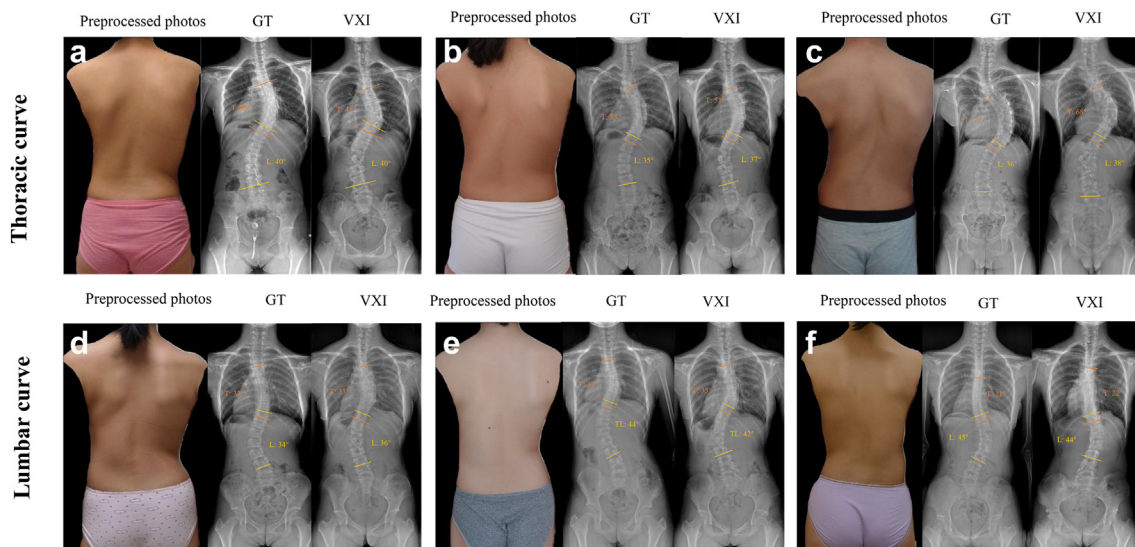 Preprocessed photos GT VXI Preprocessed photos GT VXI Preprocessed photos GT VXI
Thoracic curve
a
L: 40°
L: 40°
b
T: 51°
L: 35°
L: 37°
c
L: 36°
L: 38°
Preprocessed photos GT VXI Preprocessed photos GT VXI Preprocessed photos GT VXI
Lumbar curve
d
L: 34°
L: 36°
e
TL: 44°
TL: 42°
f
L: 45°
T: 22°
L: 44°